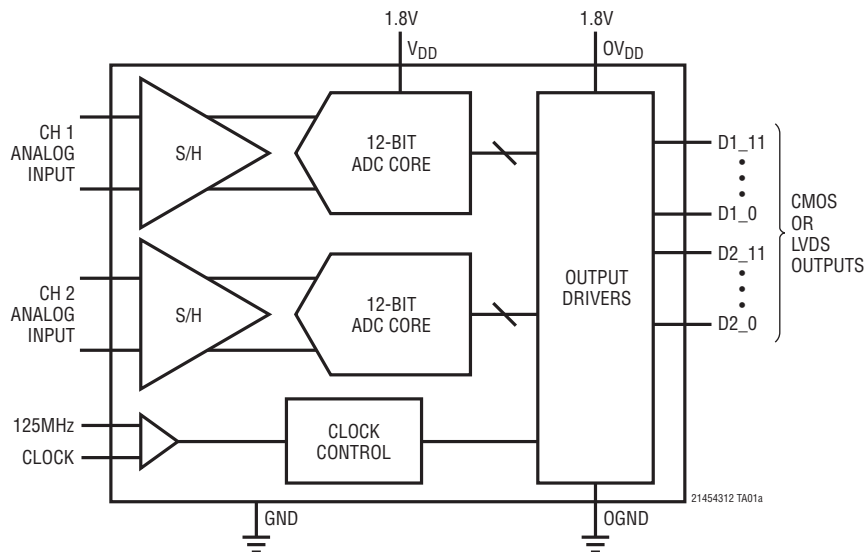 1.8V
1.8V
VDD
OVDD
CH 1
ANALOG
INPUT
S/H
12-BIT
ADC CORE
D1_11
D1_0
CH 2
ANALOG
INPUT
S/H
12-BIT
ADC CORE
OUTPUT
DRIVERS
D2_11
D2_0
CMOS
OR
LVDS
OUTPUTS
125MHz
CLOCK
CLOCK
CONTROL
GND
OGND
21454312 TA01a